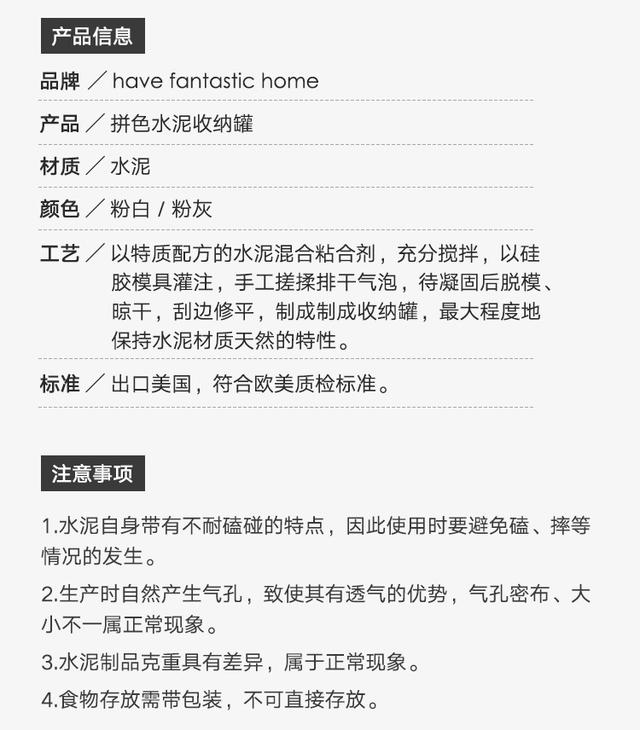 产品信息
品牌／have fantastic home
产品／拼色水泥收纳罐
材质／水泥
颜色／粉白 / 粉灰
工艺／以特质配方的水泥混合粘合剂，充分搅拌，以硅
胶模具灌注，手工搓揉排干气泡，待凝固后脱模、
晾干，刮边修平，制成制成收纳罐，最大程度地
保持水泥材质天然的特性。
标准／出口美国，符合欧美质检标准。
注意事项
1.水泥自身带有不耐磕碰的特点，因此使用时要避免磕、摔等
情况的发生。
2.生产时自然产生气孔，致使其有透气的优势，气孔密布、大
小不一属正常现象。
3.水泥制品克重具有差异，属于正常现象。
4.食物存放需带包装，不可直接存放。